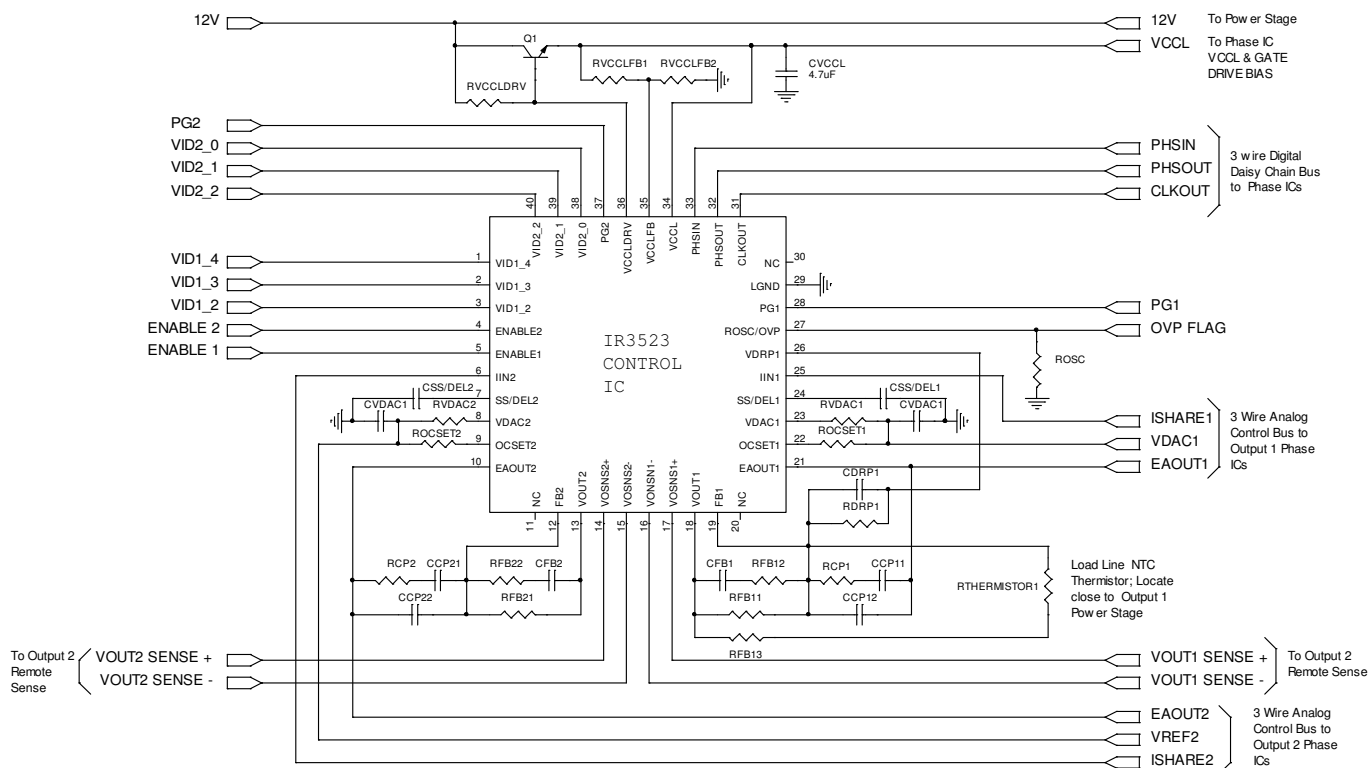 12V
12V
To Power Stage
Q1
VCCL
To Phase IC
VCCL & GATE
DRIVE BIAS
RVCCLFB1
RVCCLFB2
CVCCL
4.7uF
RVCCLDRV
PG2
VID2_0
VID2_1
VID2_2
PHSIN
PHSOUT
CLKOUT
3 wire Digital
Daisy Chain Bus
to Phase ICs
40
39
38
37
36
35
34
33
32
31
VID2_2
VID2_1
VID2_0
PG2
VCCLDRV
VCCLFB
VCCL
PHSIN
PHSOUT
CLKOUT
VID1_4
VID1_3
VID1_2
ENABLE 2
ENABLE 1
1
2
3
4
5
6
7
8
9
10
VID1_4
VID1_3
VID1_2
ENABLE2
ENABLE1
IIN2
SS/DEL2
VDAC2
OCSET2
EAOUT2
IR3523
CONTROL
IC
NC
LGND
PG1
ROSC/OVP
VDRP1
IIN1
SS/DEL1
VDAC1
OCSET1
EAOUT1
30
29
28
27
26
25
24
23
22
21
PG1
OVP FLAG
ROSC
CSS/DEL2
CVDAC1
RVDAC2
ROCSET2
CSS/DEL1
RVDAC1
CVDAC1
ROCSET1
ISHARE1
VDAC1
EAOUT1
3 Wire Analog
Control Bus to
Output 1 Phase
ICs
NC
FB2
VOUT2
VOSNS2+
VOSNS2-
VONSN1-
VOSNS1+
VOUT1
FB1
NC
11
12
13
14
15
16
17
18
19
20
CDRP1
RDRP1
RCP2
CCP21
RFB22
CFB2
CCP22
RFB21
CFB1
RFB12
RCP1
CCP11
RFB11
CCP12
RFB13
RTHERMISTOR1
Load Line NTC
Thermistor; Locate
close to Output 1
Power Stage
To Output 2
Remote
Sense
VOUT2 SENSE +
VOUT2 SENSE -
VOUT1 SENSE +
VOUT1 SENSE -
To Output 2
Remote Sense
EAOUT2
VREF2
ISHARE2
3 Wire Analog
Control Bus to
Output 2 Phase
ICs